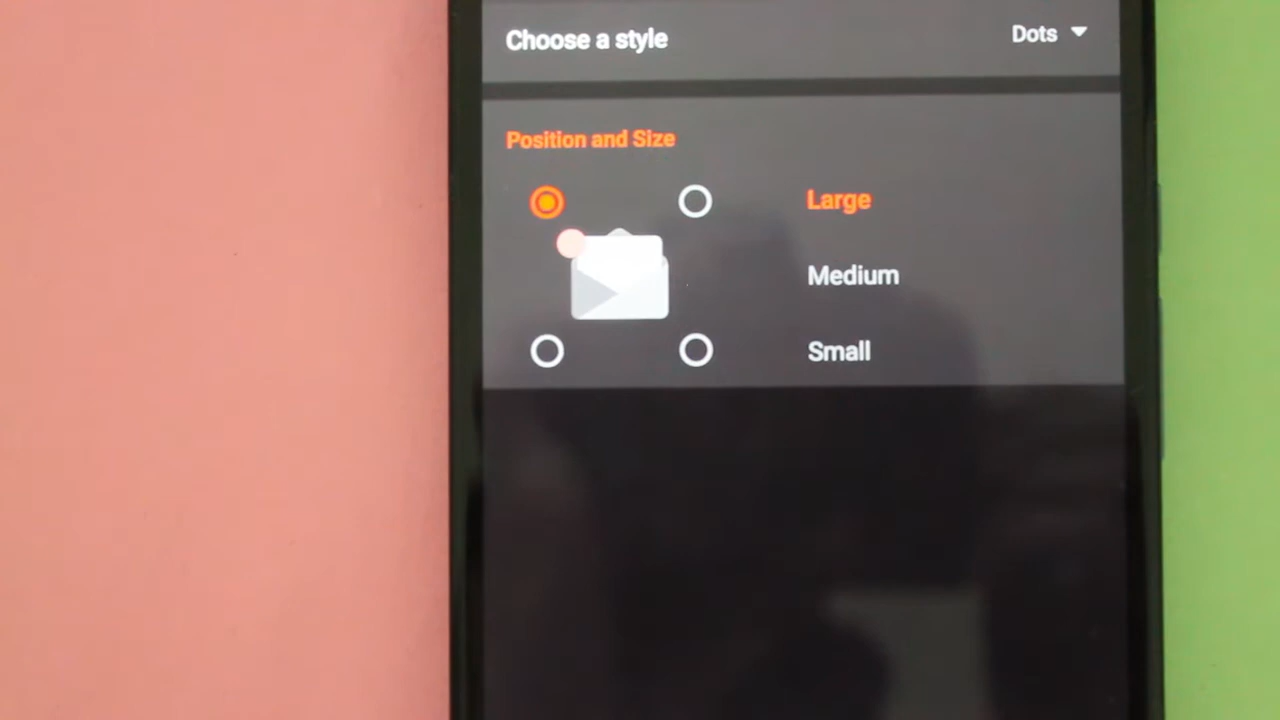 Choose a style
Dots
Position and Size
Large
Medium
Small